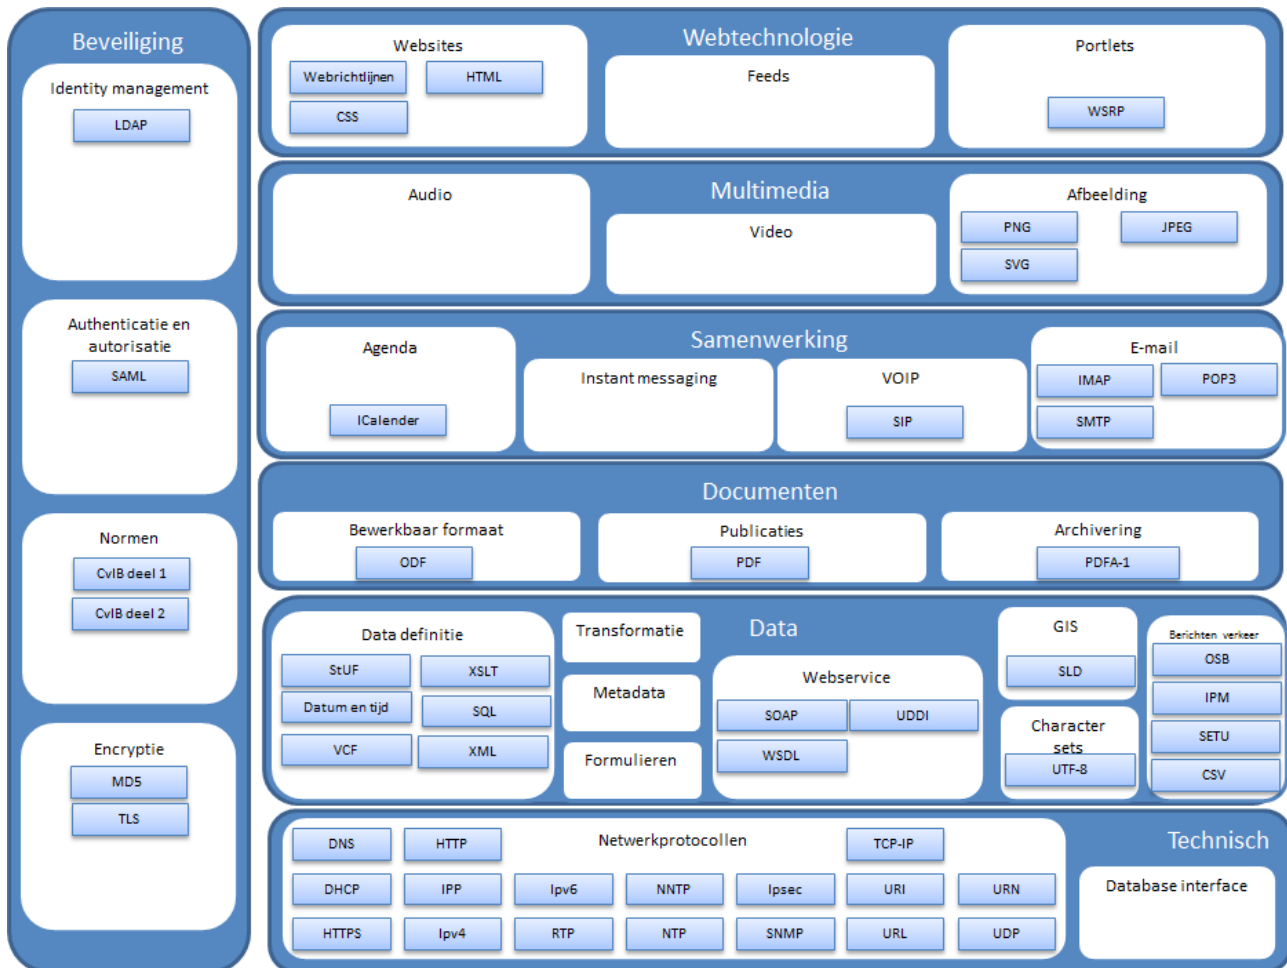 Beveiliging
Identity management
LDAP
Authenticatie en
autorisatie
SAML
Normen
CvIB deel 1
CvIB deel 2
Encryptie
MD5
TLS
Webtechnologie
Websites
Webrichtlijnen
HTML
CSS
Feeds
Portlets
WSRP
Multimedia
Audio
Video
Afbeelding
PNG
JPEG
SVG
Samenwerking
Agenda
ICalender
Instant messaging
VOIP
SIP
E-mail
IMAP
POP3
SMTP
Documenten
Bewerkbaar formaat
ODF
Publicaties
PDF
Archivering
PDFA-1
Data
Data definitie
StUF
XSLT
Datum en tijd
SQL
VCF
XML
Transformatie
Metadata
Formulieren
Webservice
SOAP
UDDI
WSDL
GIS
SLD
Character
sets
UTF-8
Berichten verkeer
OSB
IPM
SETU
CSV
Technisch
Netwerkprotocollen
DNS
HTTP
TCP-IP
DHCP
IPP
Ipv6
NNTP
Ipsec
URI
URN
HTTPS
Ipv4
RTP
NTP
SNMP
URL
UDP
Database interface